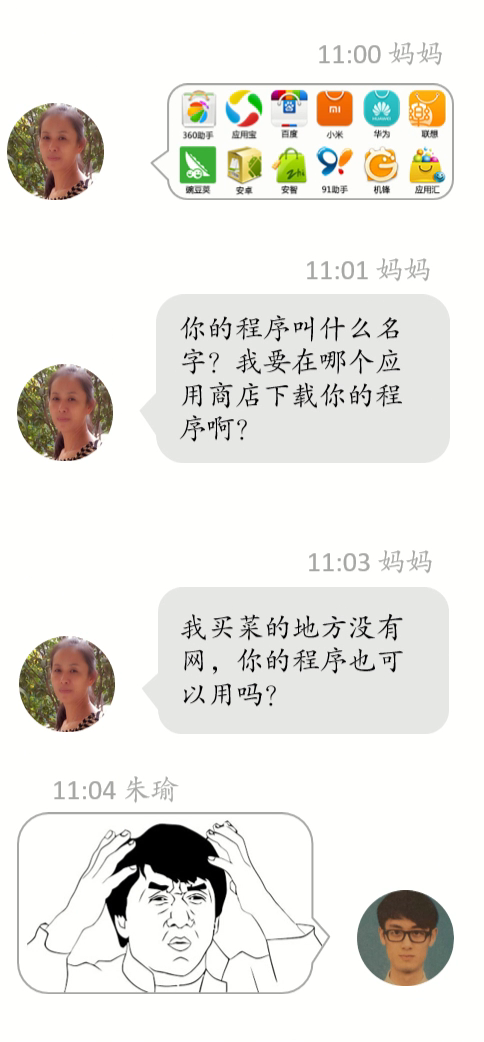 11:00 妈妈
360助手 应用宝 百度 小米 华为 联想
豌豆荚 安卓 安智 91助手 机锋 应用汇
11:01 妈妈
你的程序叫什么名
字？我要在哪个应
用商店下载你的程
序啊？
11:03 妈妈
我买菜的地方没有
网，你的程序也可
以用吗？
11:04 朱瑜